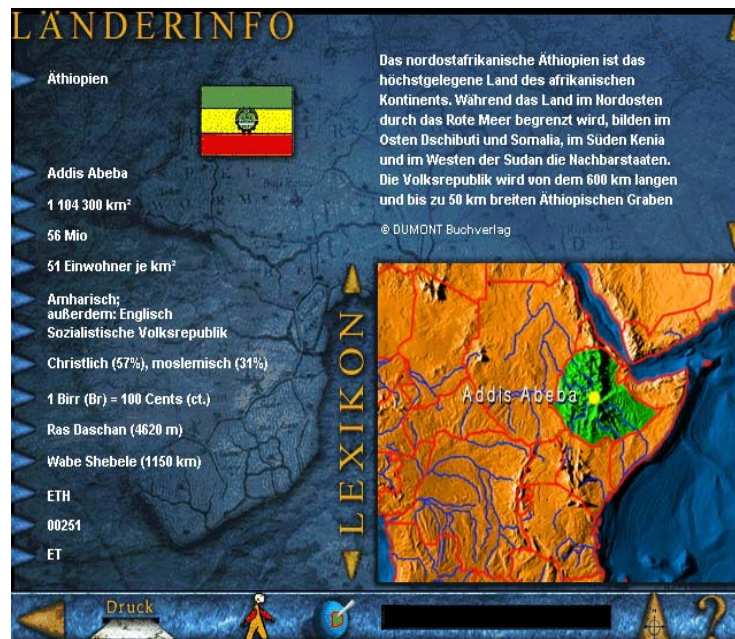 LÄNDERINFO
Äthiopien
Addis Abeba
1 104 300 km²
56 Mio
51 Einwohner je km²
Amharisch;
außerdem: Englisch
Sozialistische Volksrepublik
Christlich (57%), moslemisch (31%)
1 Birr (Br) = 100 Cents (ct.)
Ras Daschan (4620 m)
Wabe Shebele (1150 km)
ETH
00251
ET
Das nordostafrikanische Äthiopien ist das
höchstgelegene Land des afrikanischen
Kontinents. Während das Land im Nordosten
durch das Rote Meer begrenzt wird, bilden im
Osten Dschibuti und Somalia, im Süden Kenia
und im Westen der Sudan die Nachbarstaaten.
Die Volksrepublik wird von dem 600 km langen
und bis zu 50 km breiten Äthiopischen Graben
© DUMONT Buchverlag
LEXIKON
Addis Abeba
Druck
?